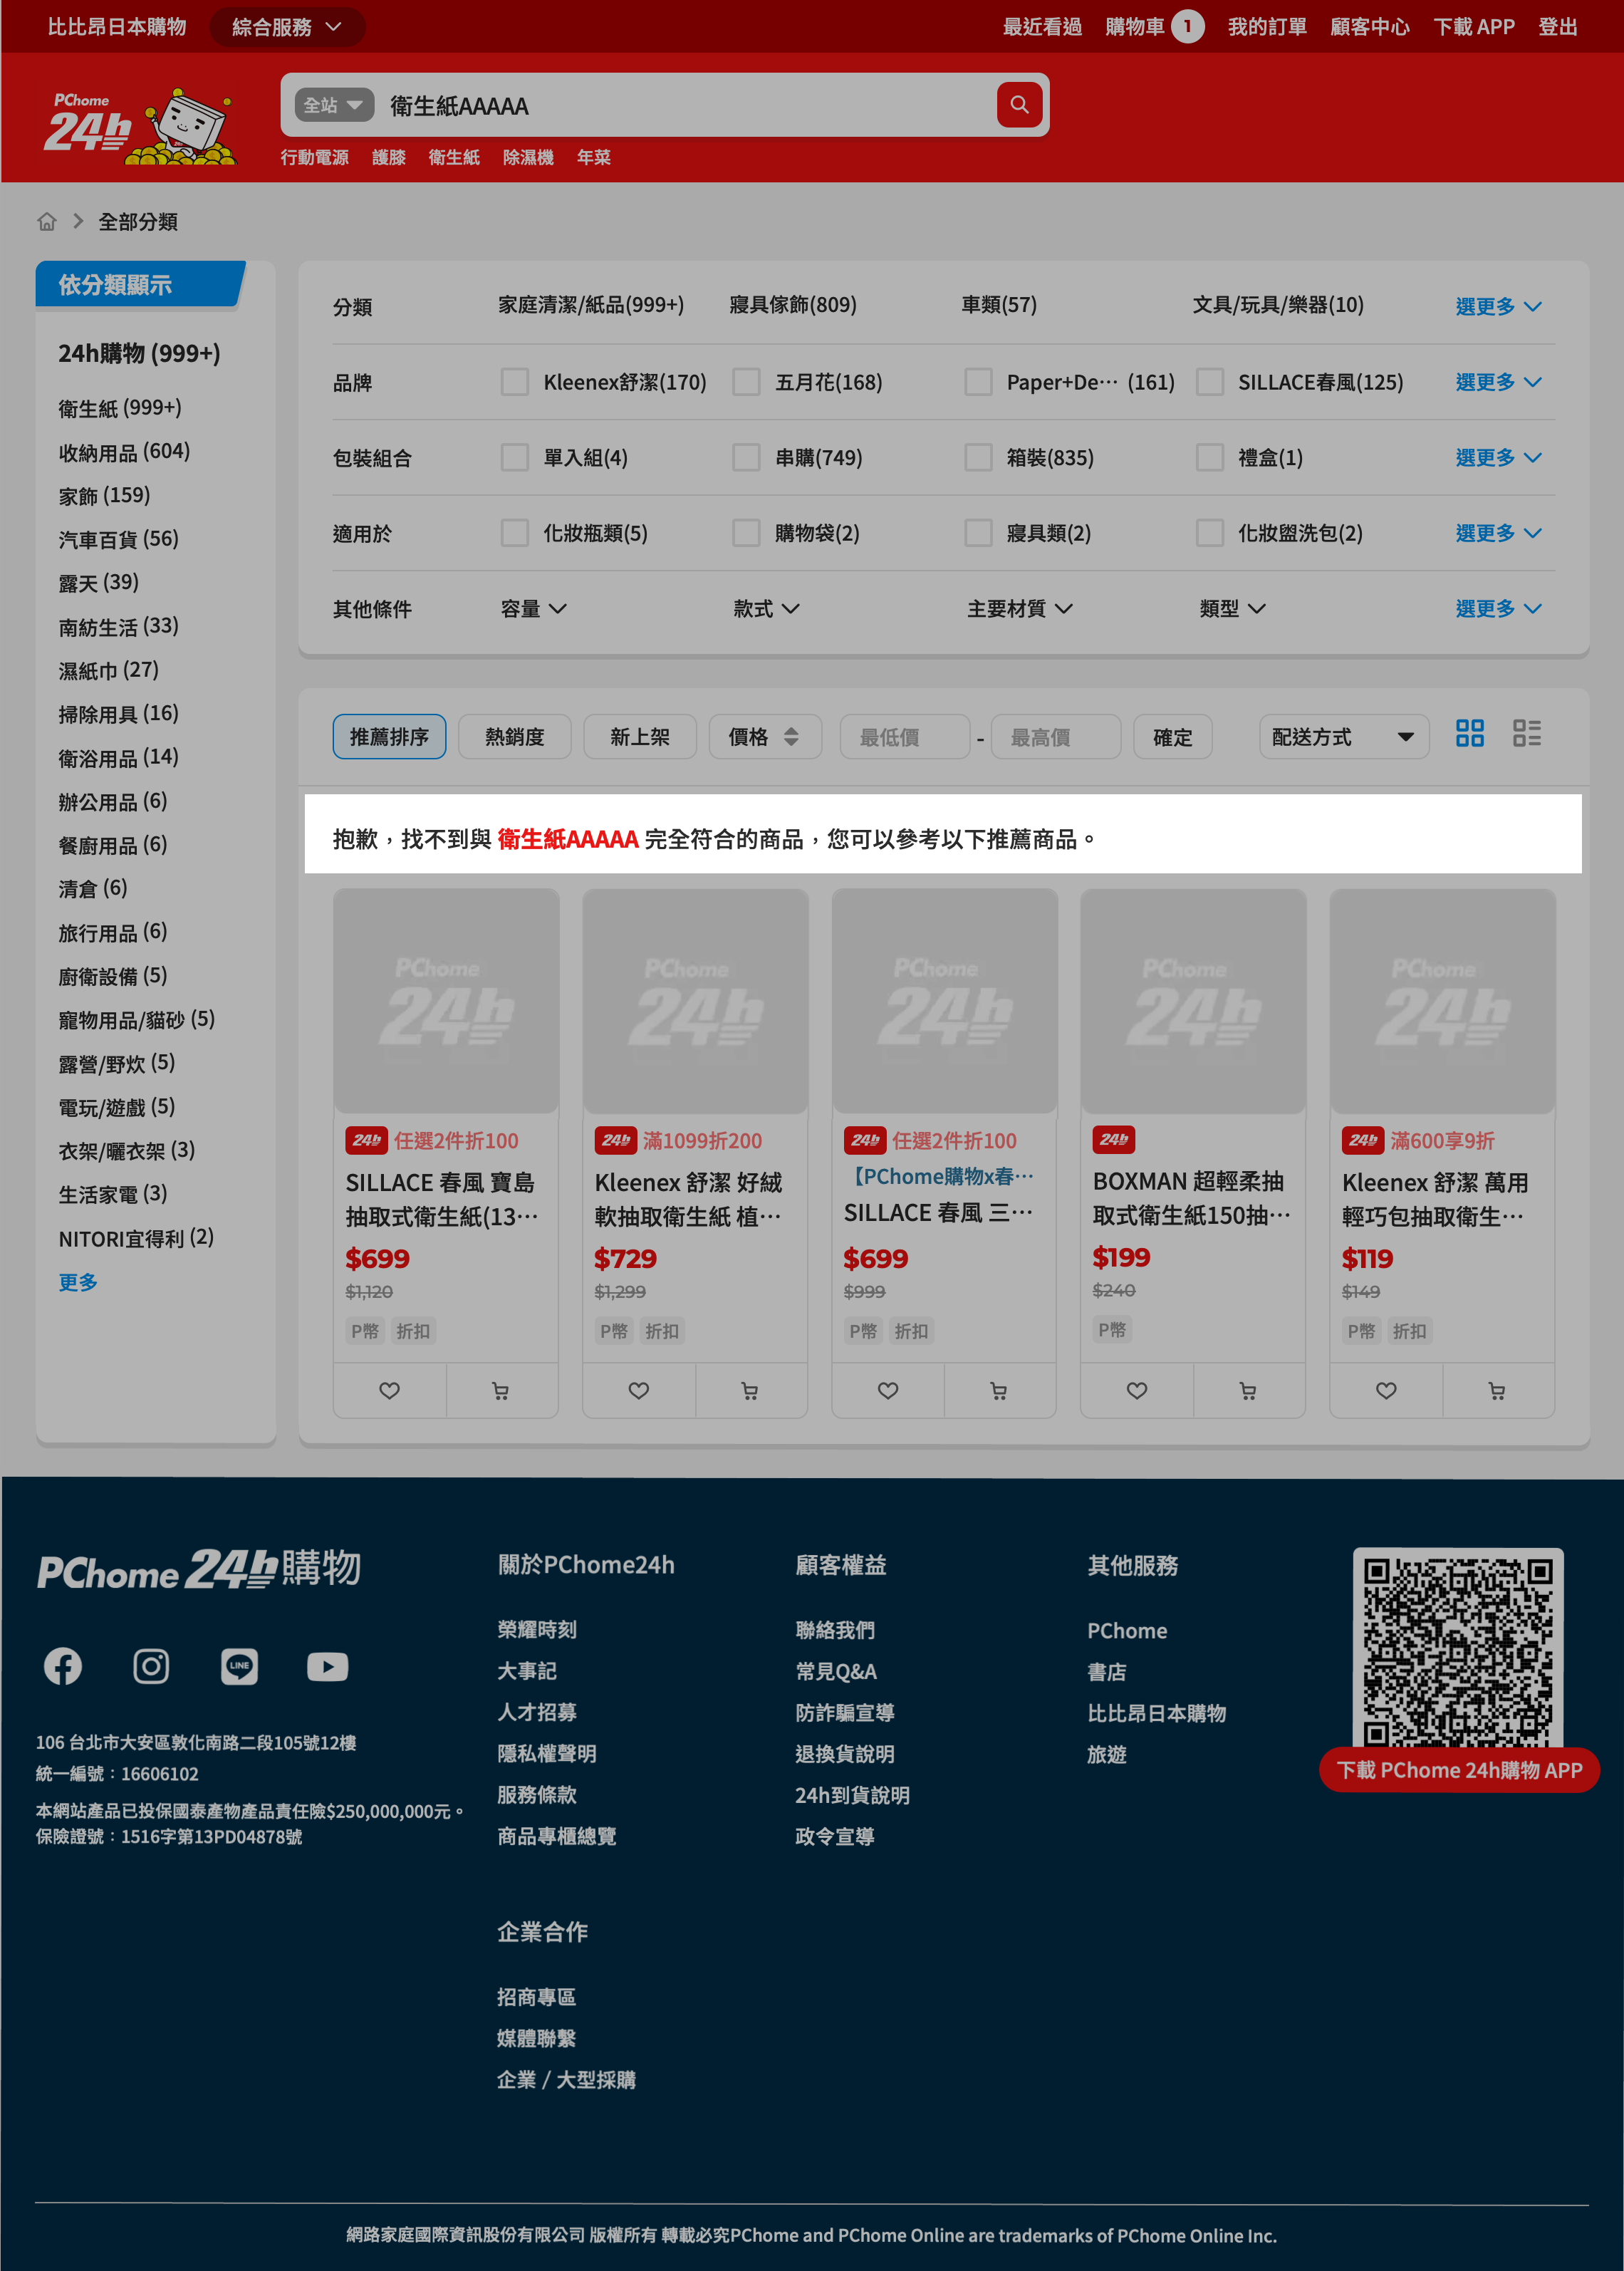 比比昂日本購物 綜合服務 最近看過 購物車 1 我的訂單 顧客中心 下載 APP 登出
PChome
24h
全站 衛生紙AAAAA
行動電源 護膝 衛生紙 除濕機 年菜
全部分類
依分類顯示
24h購物 (999+)
衛生紙 (999+)
收納用品 (604)
家飾 (159)
汽車百貨 (56)
露天 (39)
南紡生活 (33)
濕紙巾 (27)
掃除用具 (16)
衛浴用品 (14)
辦公用品 (6)
餐廚用品 (6)
清倉 (6)
旅行用品 (6)
廚衛設備 (5)
寵物用品/貓砂 (5)
露營/野炊 (5)
電玩/遊戲 (5)
衣架/曬衣架 (3)
生活家電 (3)
NITORI宜得利 (2)
更多
分類 家庭清潔/紙品(999+) 寢具傢飾(809) 車類(57) 文具/玩具/樂器(10) 選更多
品牌 Kleenex舒潔(170) 五月花(168) Paper+De… (161) SILLACE春風(125) 選更多
包裝組合 單入組(4) 串購(749) 箱裝(835) 禮盒(1) 選更多
適用於 化妝瓶類(5) 購物袋(2) 寢具類(2) 化妝盥洗包(2) 選更多
其他條件 容量 款式 主要材質 類型 選更多
推薦排序 熱銷度 新上架 價格 最低價 - 最高價 確定 配送方式
抱歉，找不到與 衛生紙AAAAA 完全符合的商品，您可以參考以下推薦商品。
PChome
24h
24h 任選2件折100
SILLACE 春風 寶島
抽取式衛生紙(13…
$699
$1,120
P幣 折扣
PChome
24h
24h 滿1099折200
Kleenex 舒潔 好絨
軟抽取衛生紙 植…
$729
$1,299
P幣 折扣
PChome
24h
24h 任選2件折100
【PChome購物x春…
SILLACE 春風 三…
$699
$999
P幣 折扣
PChome
24h
24h
BOXMAN 超輕柔抽
取式衛生紙150抽…
$199
$240
P幣
PChome
24h
24h 滿600享9折
Kleenex 舒潔 萬用
輕巧包抽取衛生…
$119
$149
P幣 折扣
PChome 24h購物
LINE
106 台北市大安區敦化南路二段105號12樓
統一編號：16606102
本網站產品已投保國泰產物產品責任險$250,000,000元。
保險證號：1516字第13PD04878號
關於PChome24h
榮耀時刻
大事記
人才招募
隱私權聲明
服務條款
商品專櫃總覽
顧客權益
聯絡我們
常見Q&A
防詐騙宣導
退換貨說明
24h到貨說明
政令宣導
其他服務
PChome
書店
比比昂日本購物
旅遊
下載 PChome 24h購物 APP
企業合作
招商專區
媒體聯繫
企業 / 大型採購
網路家庭國際資訊股份有限公司 版權所有 轉載必究PChome and PChome Online are trademarks of PChome Online Inc.